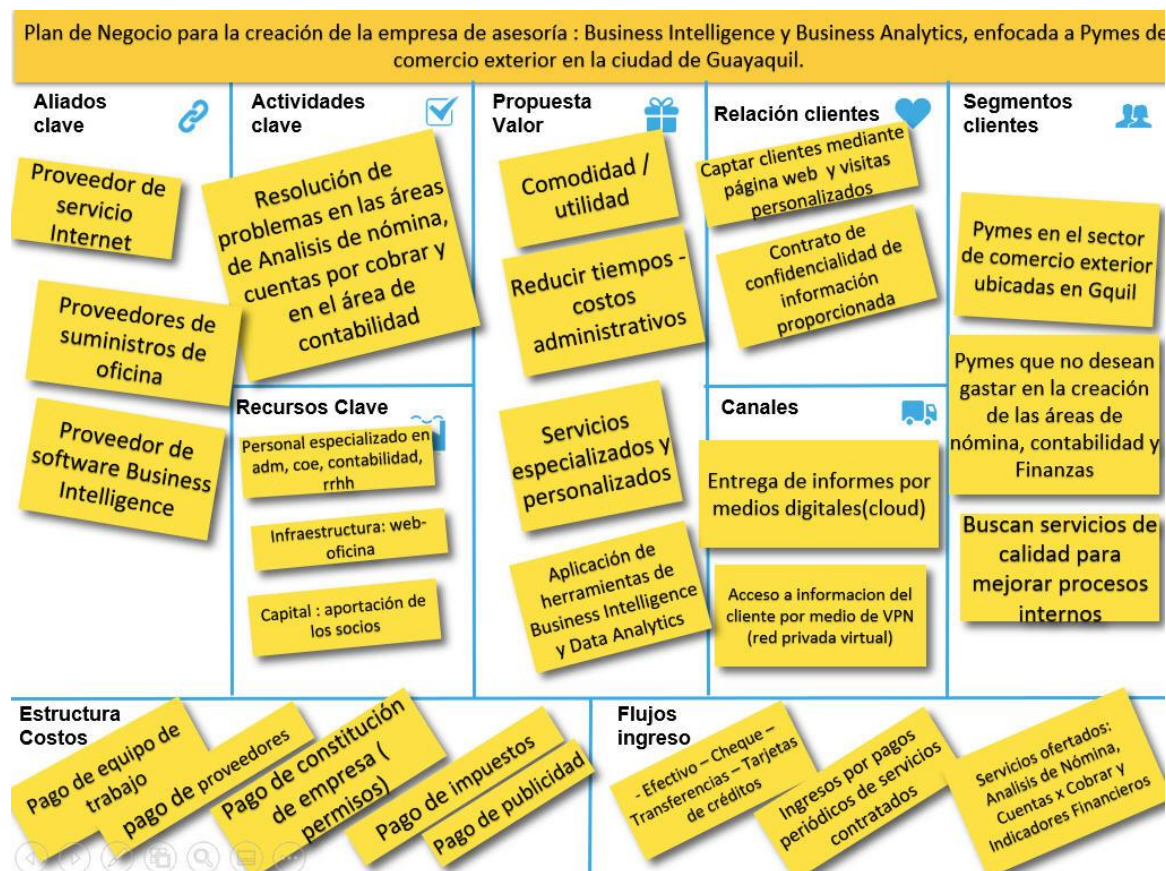 Plan de Negocio para la creación de la empresa de asesoría : Business Intelligence y Business Analytics, enfocada a Pymes de
comercio exterior en la ciudad de Guayaquil.
Aliados
clave
Proveedor de
servicio
Internet
Proveedores de
suministros de
oficina
Proveedor de
software Business
Intelligence
Actividades
clave
Resolución de
problemas en las áreas
de Analisis de nómina,
cuentas por cobrar y
en el área de
contabilidad
Recursos Clave
Personal especializado en
adm, coe, contabilidad,
rrhh
Infraestructura: web-
oficina
Capital : aportación de
los socios
Propuesta
Valor
Comodidad /
utilidad
Reducir tiempos -
costos
administrativos
Servicios
especializados y
personalizados
Aplicación de
herramientas de
Business Intelligence
y Data Analytics
Relación clientes
Captar clientes mediante
página web y visitas
personalizados
Contrato de
confidencialidad de
información
proporcionada
Canales
Entrega de informes por
medios digitales(cloud)
Acceso a informacion del
cliente por medio de VPN
(red privada virtual)
Segmentos
clientes
Pymes en el sector
de comercio exterior
ubicadas en Gquil
Pymes que no desean
gastar en la creación
de las áreas de
nómina, contabilidad y
Finanzas
Buscan servicios de
calidad para
mejorar procesos
internos
Estructura
Costos
Pago de equipo de
trabajo
pago de proveedores
Pago de constitución
de empresa (
permisos)
Pago de impuestos
Pago de publicidad
Flujos
ingreso
- Efectivo – Cheque –
Transferencias – Tarjetas
de créditos
Ingresos por pagos
periódicos de servicios
contratados
Servicios ofertados:
Analisis de Nómina,
Cuentas x Cobrar y
Indicadores Financieros